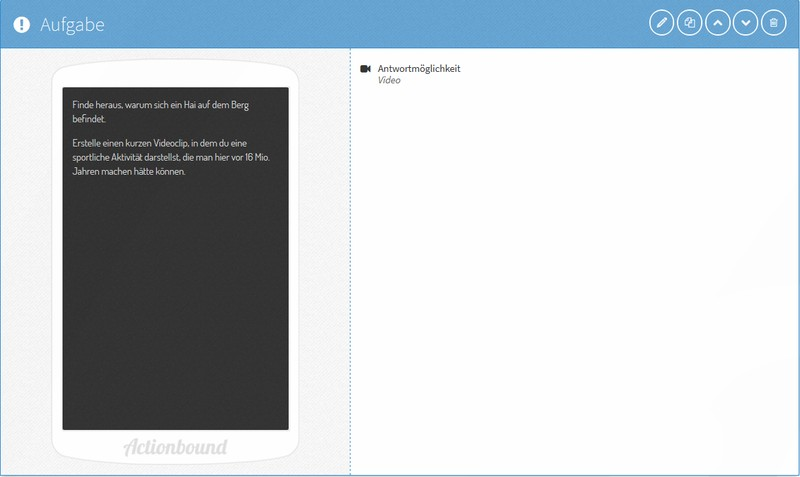 Aufgabe
Finde heraus, warum sich ein Hai auf dem Berg
befindet.
Erstelle einen kurzen Videoclip, in dem du eine
sportliche Aktivität darstellst, die man hier vor 16 Mio.
Jahren machen hätte können.
Actionbound
Antwortmöglichkeit
Video